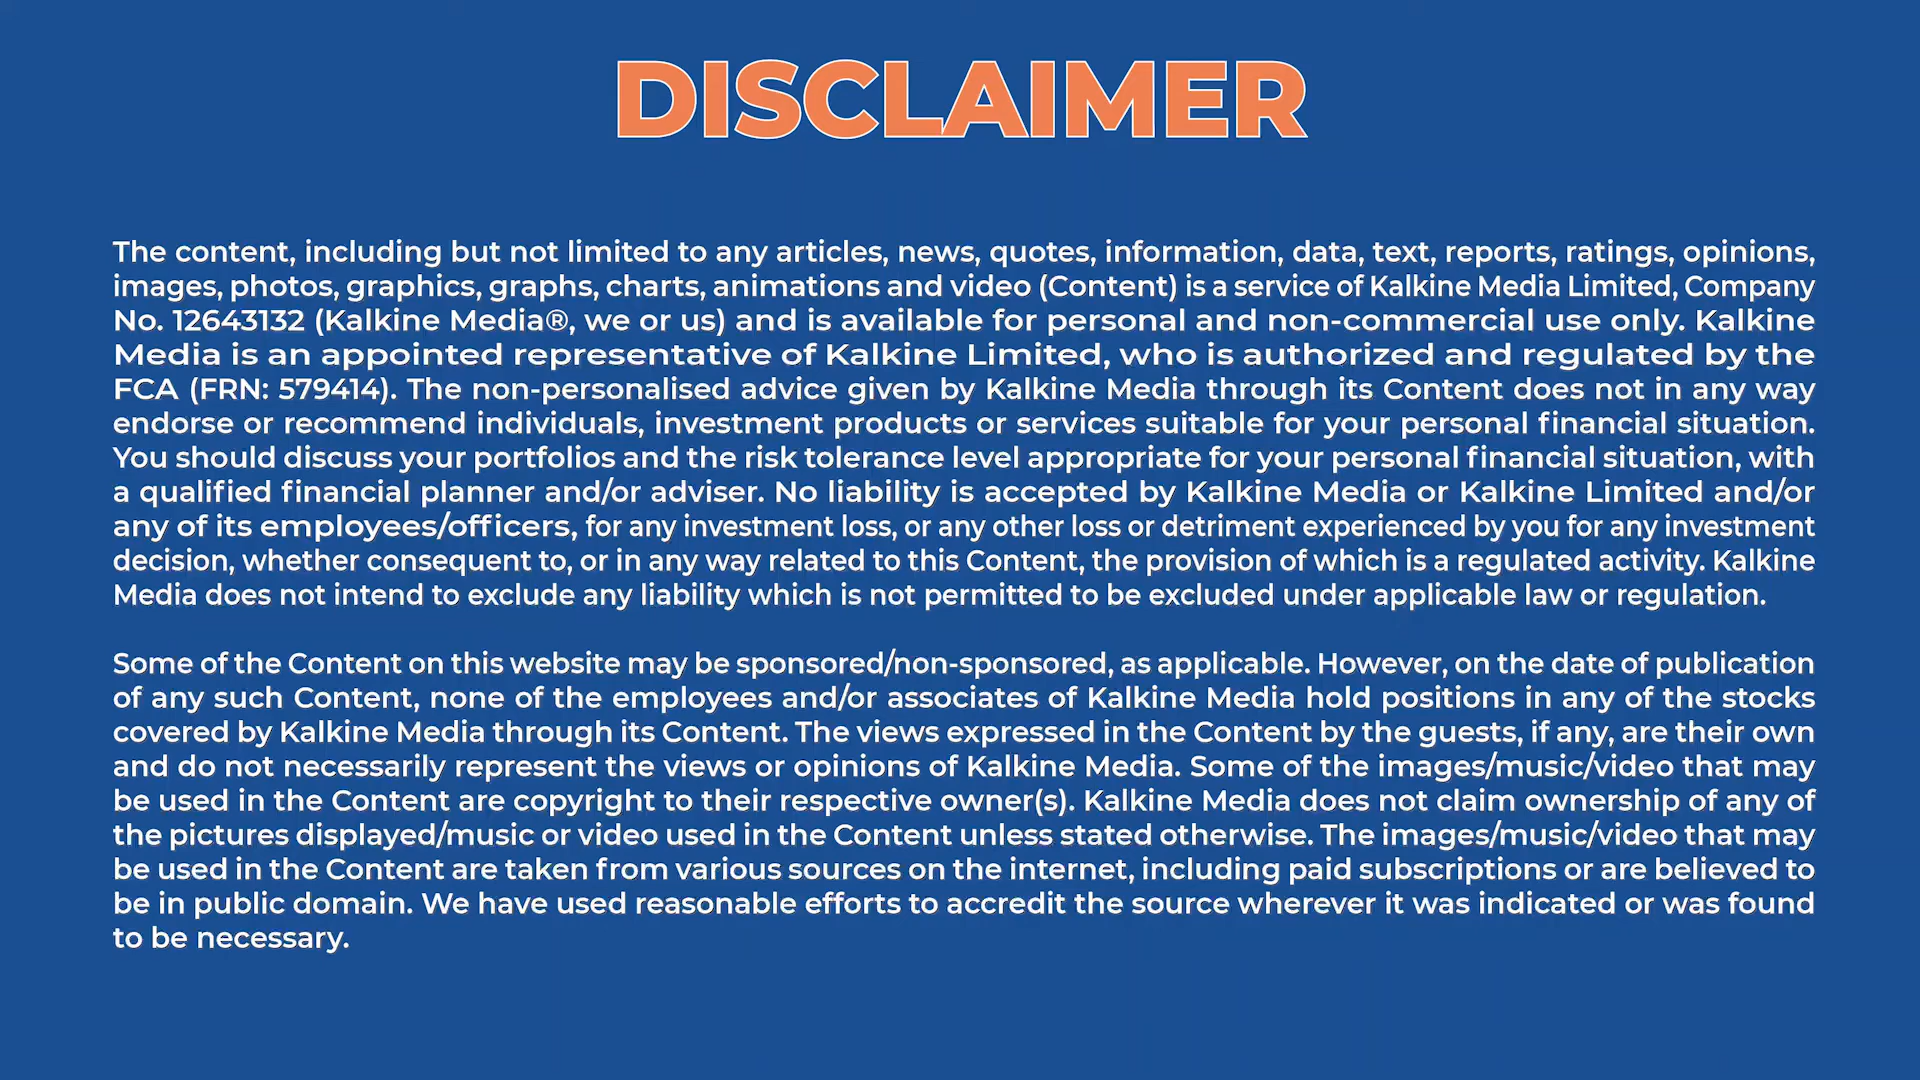 DISCLAIMER
The content, including but not limited to any articles, news, quotes, information, data, text, reports, ratings, opinions,
images, photos, graphics, graphs, charts, animations and video (Content) is a service of Kalkine Media Limited, Company
No. 12643132 (Kalkine Media®, we or us) and is available for personal and non-commercial use only. Kalkine
Media is an appointed representative of Kalkine Limited, who is authorized and regulated by the
FCA (FRN: 579414). The non-personalised advice given by Kalkine Media through its Content does not in any way
endorse or recommend individuals, investment products or services suitable for your personal financial situation.
You should discuss your portfolios and the risk tolerance level appropriate for your personal financial situation, with
a qualified financial planner and/or adviser. No liability is accepted by Kalkine Media or Kalkine Limited and/or
any of its employees/officers, for any investment loss, or any other loss or detriment experienced by you for any investment
decision, whether consequent to, or in any way related to this Content, the provision of which is a regulated activity. Kalkine
Media does not intend to exclude any liability which is not permitted to be excluded under applicable law or regulation.
Some of the Content on this website may be sponsored/non-sponsored, as applicable. However, on the date of publication
of any such Content, none of the employees and/or associates of Kalkine Media hold positions in any of the stocks
covered by Kalkine Media through its Content. The views expressed in the Content by the guests, if any, are their own
and do not necessarily represent the views or opinions of Kalkine Media. Some of the images/music/video that may
be used in the Content are copyright to their respective owner(s). Kalkine Media does not claim ownership of any of
the pictures displayed/music or video used in the Content unless stated otherwise. The images/music/video that may
be used in the Content are taken from various sources on the internet, including paid subscriptions or are believed to
be in public domain. We have used reasonable efforts to accredit the source wherever it was indicated or was found
to be necessary.